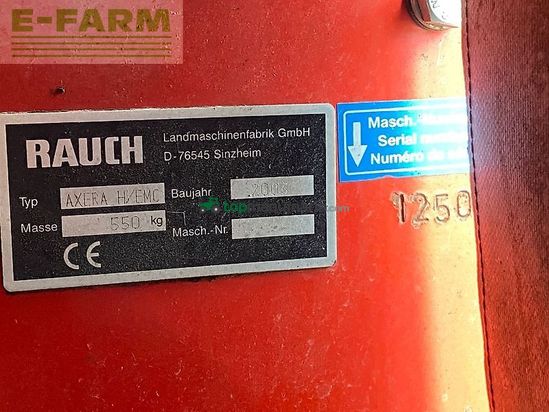 E-FARM
RAUCH
Landmaschinenfabrik GmbH
D-76545 Sinzheim
Typ AXERA H/EMC Baujahr
Masse 550 kg Masch.-Nr.
CE
top
Masch.
Serial
Numéro de
1250